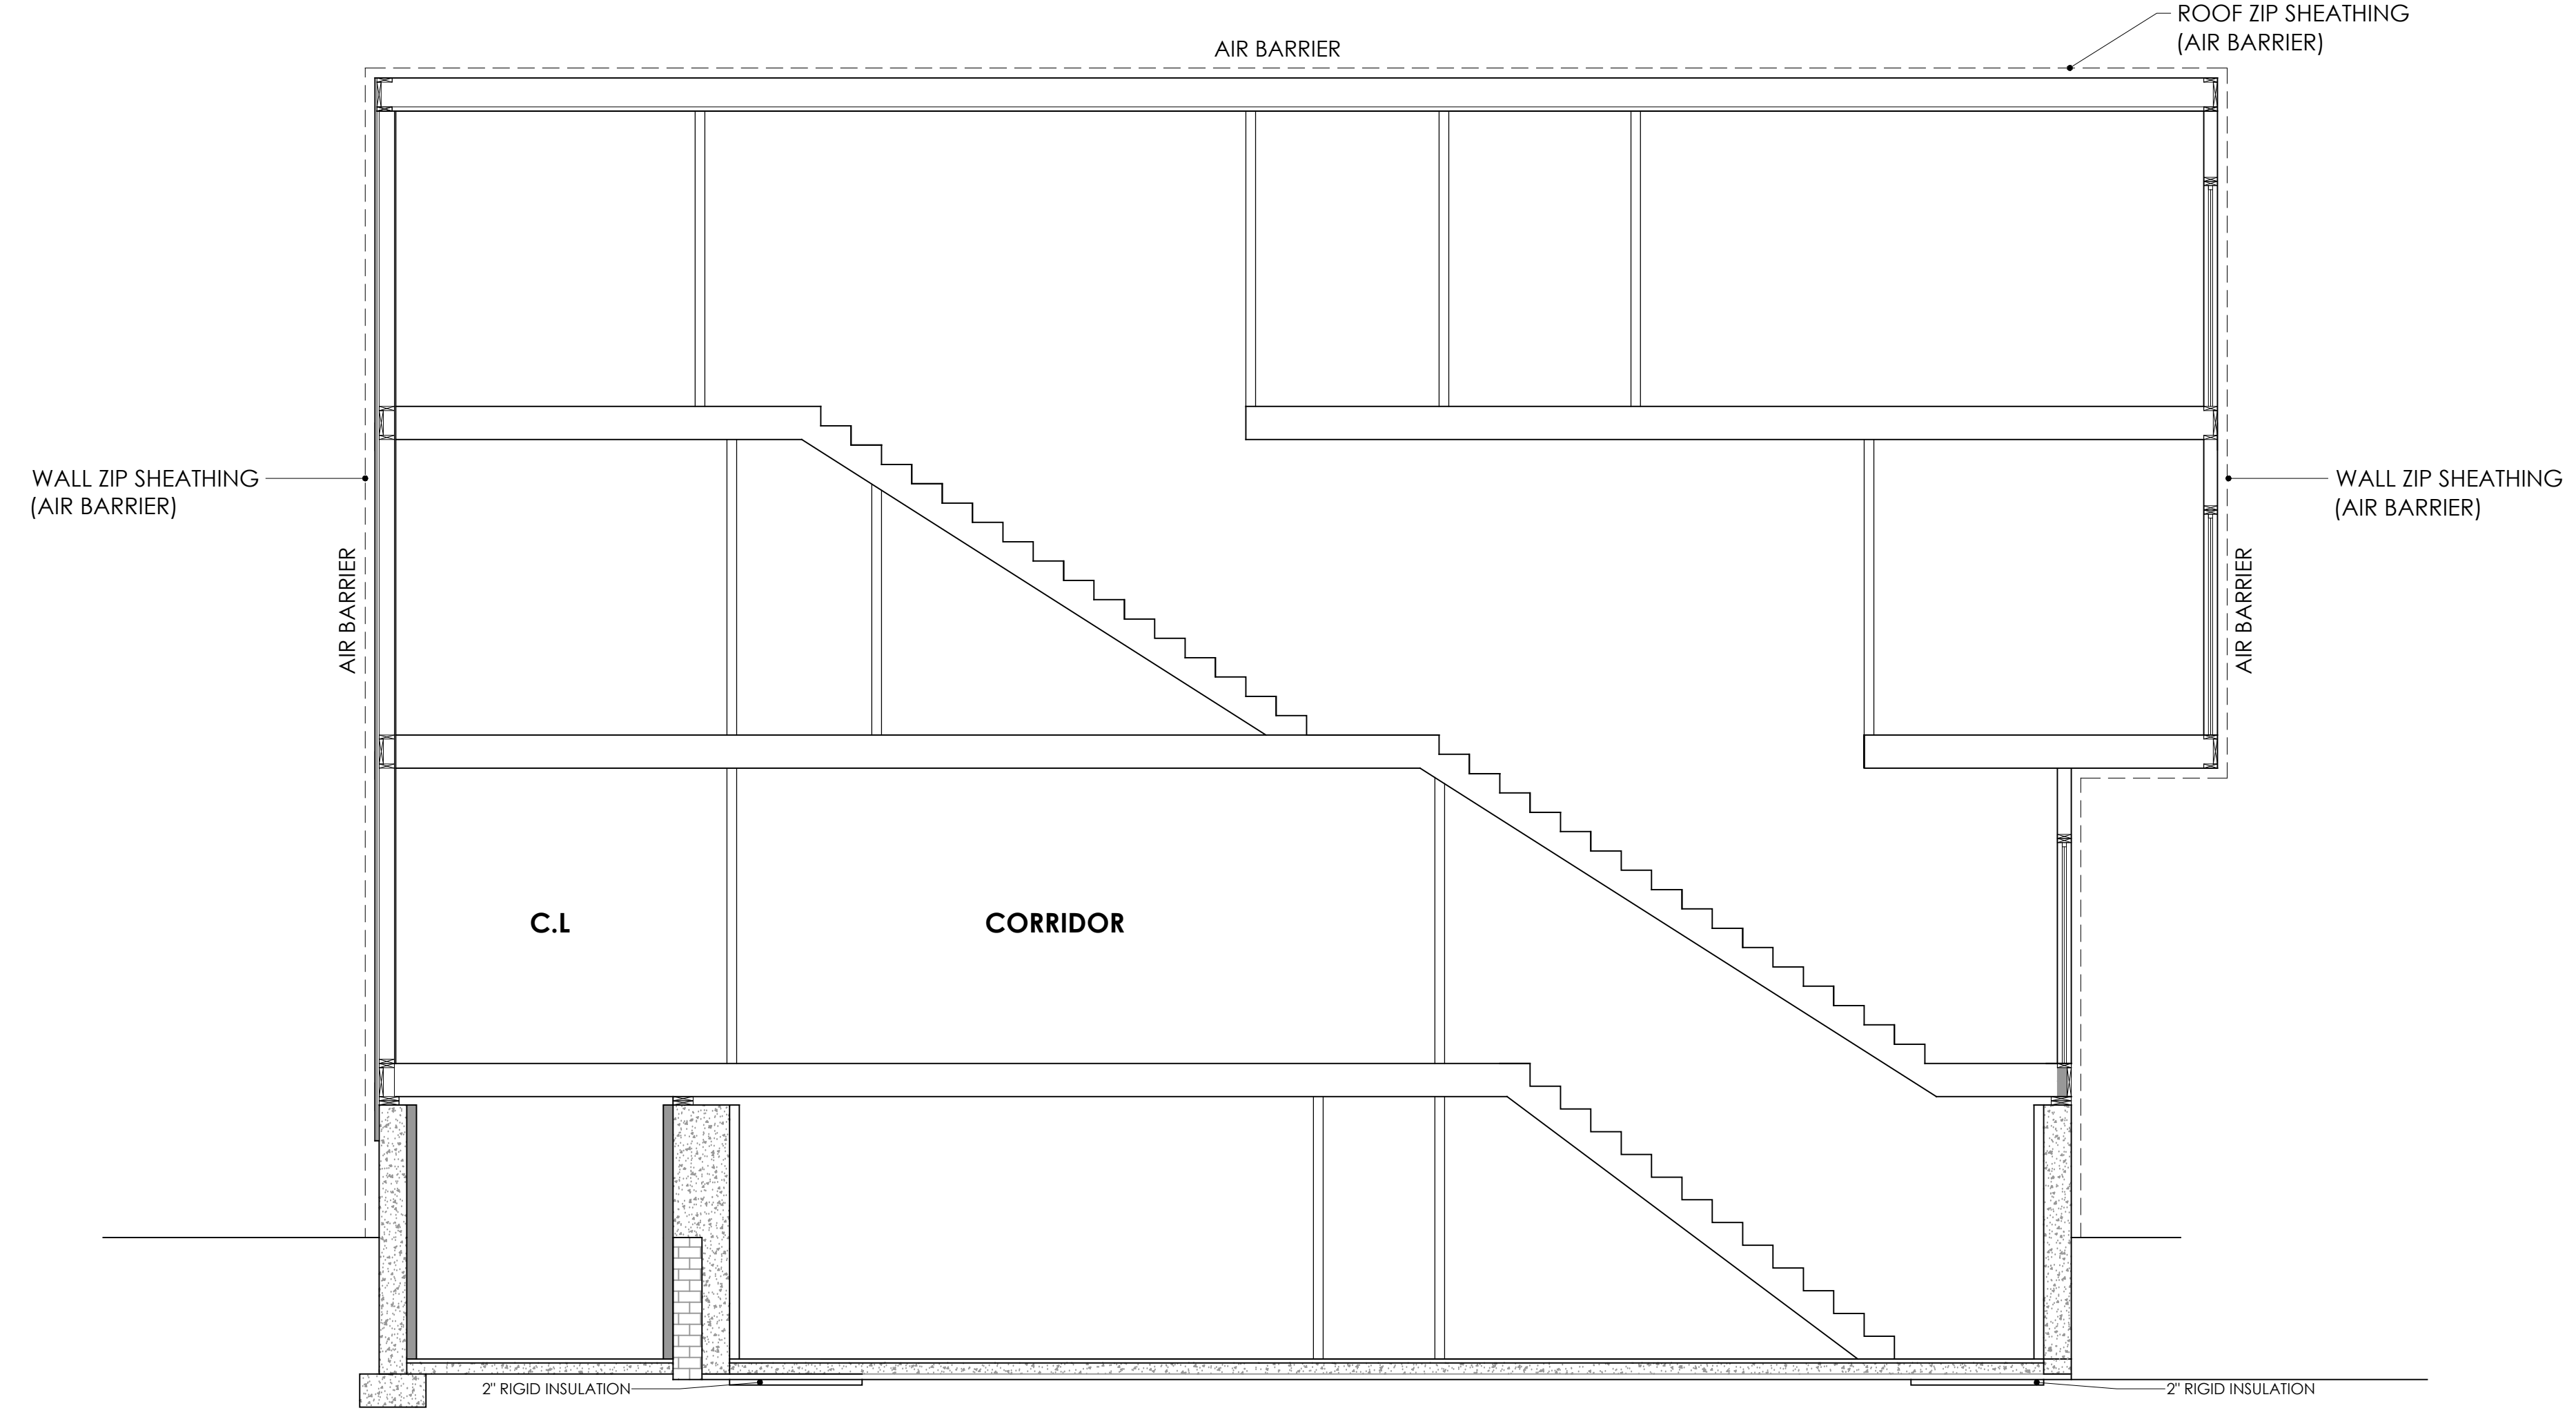 ROOF ZIP SHEATHING
(AIR BARRIER)
AIR BARRIER
WALL ZIP SHEATHING
(AIR BARRIER)
WALL ZIP SHEATHING
(AIR BARRIER)
AIR BARRIER
AIR BARRIER
C.L
CORRIDOR
2" RIGID INSULATION
2" RIGID INSULATION